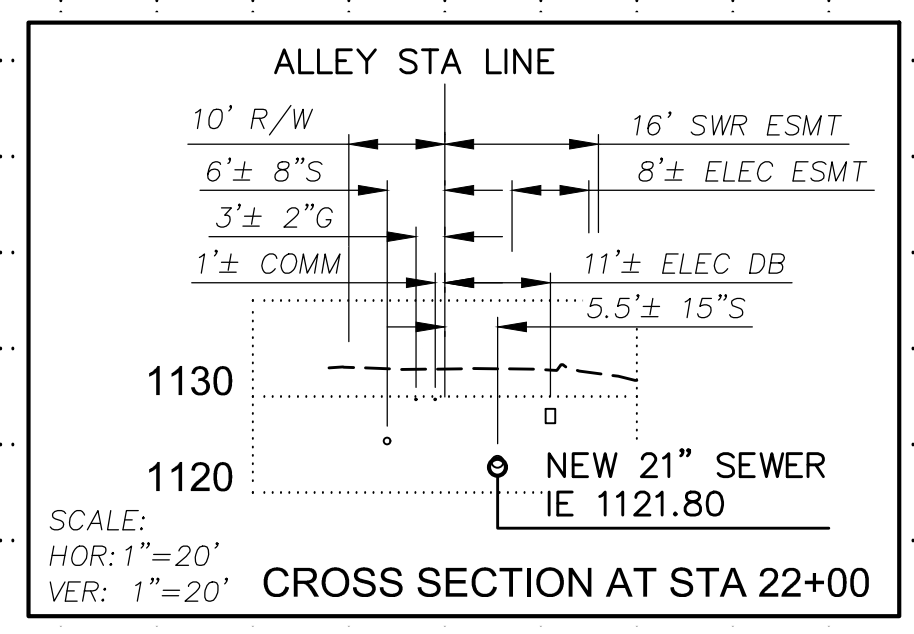 ALLEY STA LINE
10' R/W
16' SWR ESMT
6'± 8"S
8'± ELEC ESMT
3'± 2"G
1'± COMM
11'± ELEC DB
5.5'± 15"S
1130
1120
NEW 21" SEWER
IE 1121.80
SCALE:
HOR: 1"=20'
VER: 1"=20'
CROSS SECTION AT STA 22+00